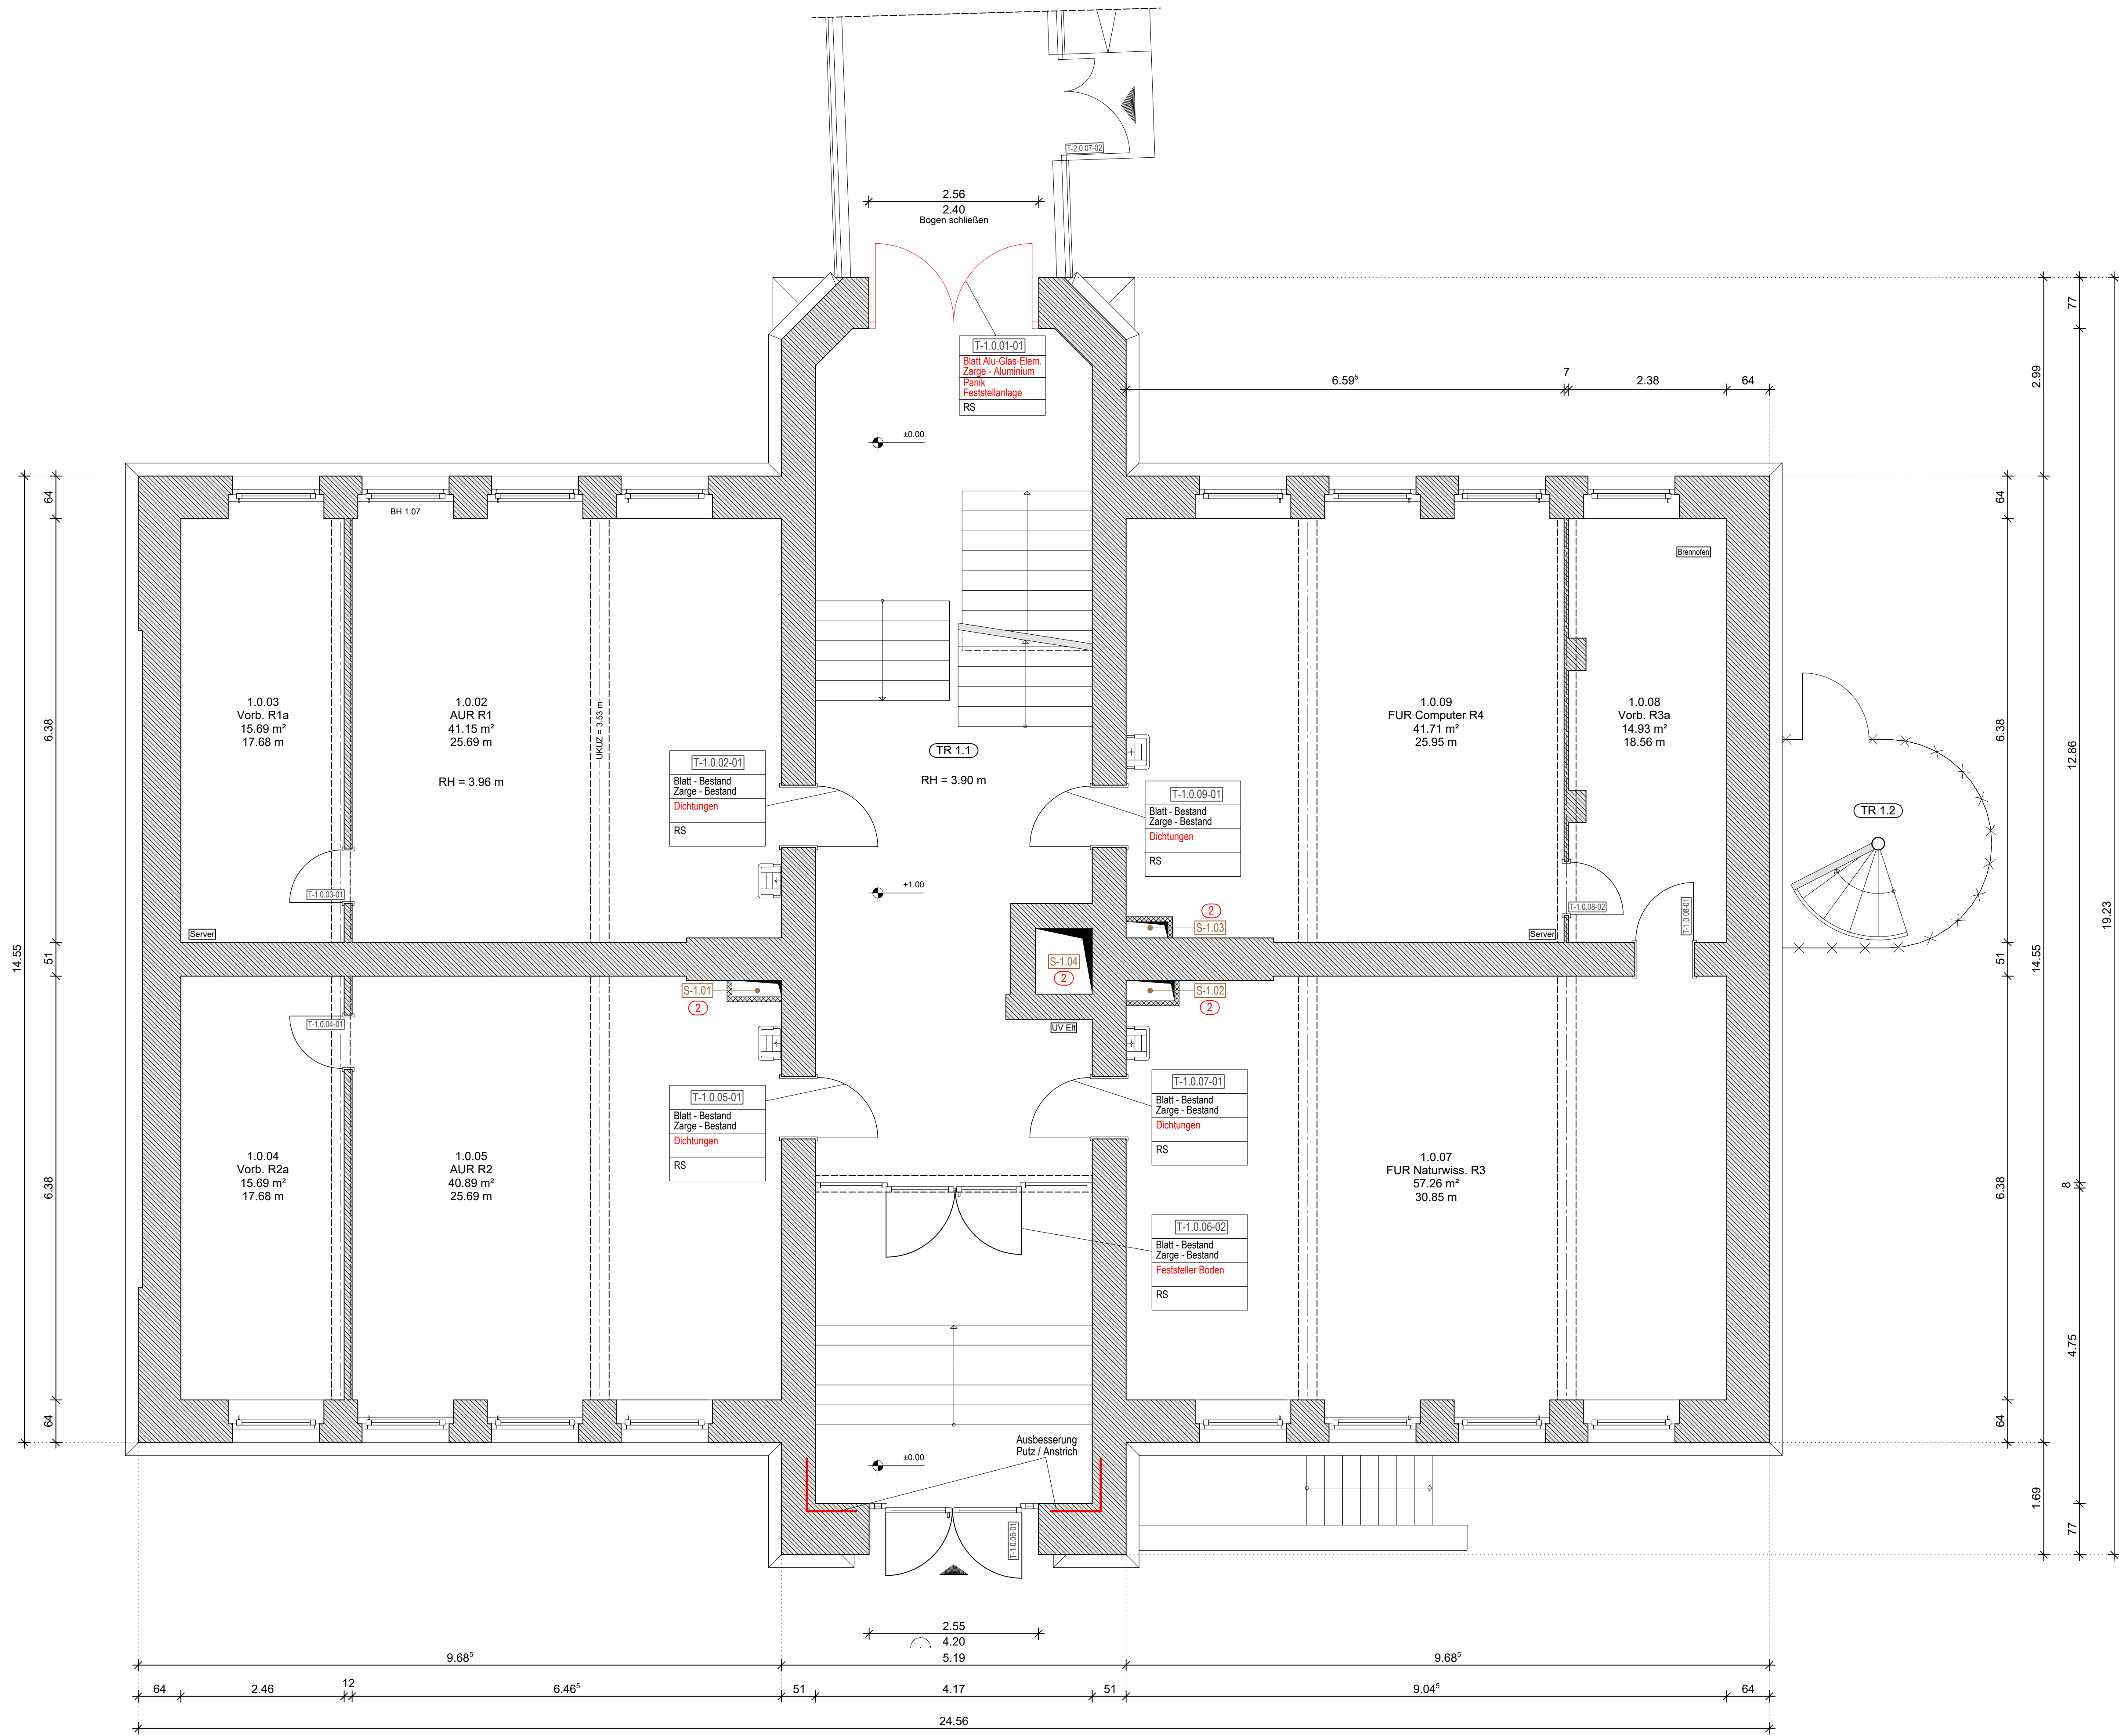 T-2.0.07-02
2.56
2.40
Bogen schließen
T-1.0.01-01
Blatt Alu-Glas-Elem.
Zarge - Aluminium
Panik
Feststellanlage
RS
6.59⁵
7
2.38
64
77
2.99
±0.00
64
BH 1.07
64
Brennofen
1.0.03
Vorb. R1a
15.69 m²
17.68 m
1.0.02
AUR R1
41.15 m²
25.69 m
RH = 3.96 m
UKUZ = 3.53 m
1.0.09
FUR Computer R4
41.71 m²
25.95 m
1.0.08
Vorb. R3a
14.93 m²
18.56 m
6.38
6.38
12.86
TR 1.1
RH = 3.90 m
T-1.0.02-01
Blatt - Bestand
Zarge - Bestand
Dichtungen
RS
T-1.0.09-01
Blatt - Bestand
Zarge - Bestand
Dichtungen
RS
TR 1.2
T-1.0.03-01
+1.00
T-1.0.08-02
T-1.0.08-01
19.23
Server
2
S-1.03
Server
14.55
51
S-1.04
2
51
14.55
S-1.01
2
S-1.02
2
T-1.0.04-01
UV Elt
T-1.0.05-01
Blatt - Bestand
Zarge - Bestand
Dichtungen
RS
T-1.0.07-01
Blatt - Bestand
Zarge - Bestand
Dichtungen
RS
1.0.04
Vorb. R2a
15.69 m²
17.68 m
1.0.05
AUR R2
40.89 m²
25.69 m
1.0.07
FUR Naturwiss. R3
57.26 m²
30.85 m
6.38
6.38
8
T-1.0.06-02
Blatt - Bestand
Zarge - Bestand
Feststeller Boden
RS
4.75
64
64
Ausbesserung
Putz / Anstrich
±0.00
1.69
77
T-1.0.06-01
2.55
4.20
9.68⁵
5.19
9.68⁵
64
2.46
12
6.46⁵
51
4.17
51
9.04⁵
64
24.56